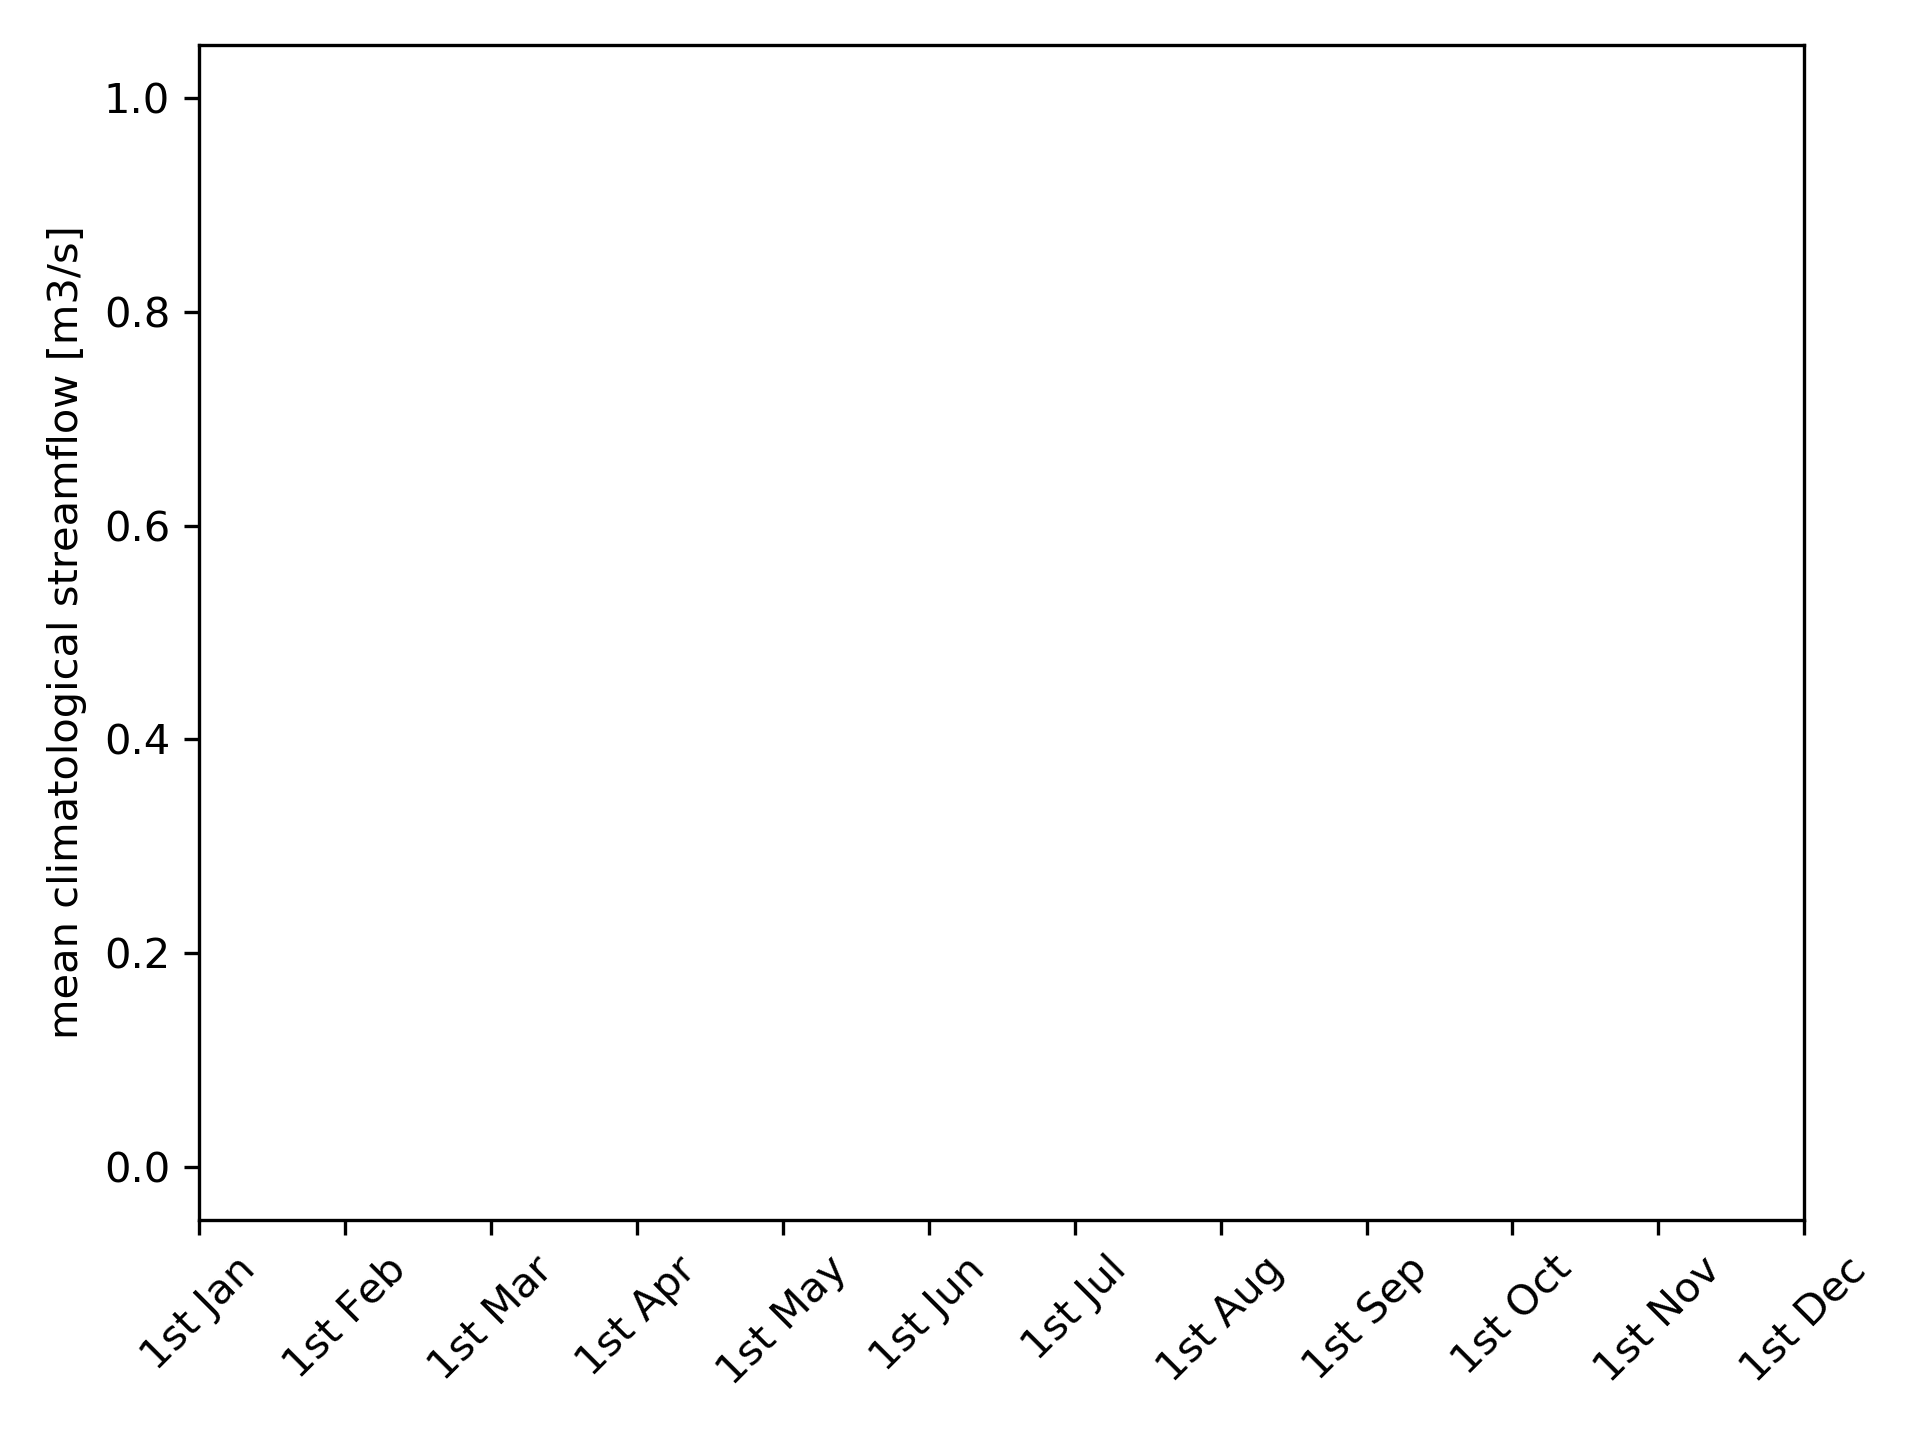 mean climatological streamflow [m3/s]
1.0
0.8
0.6
0.4
0.2
0.0
1st Jan
1st Feb
1st Mar
1st Apr
1st May
1st Jun
1st Jul
1st Aug
1st Sep
1st Oct
1st Nov
1st Dec